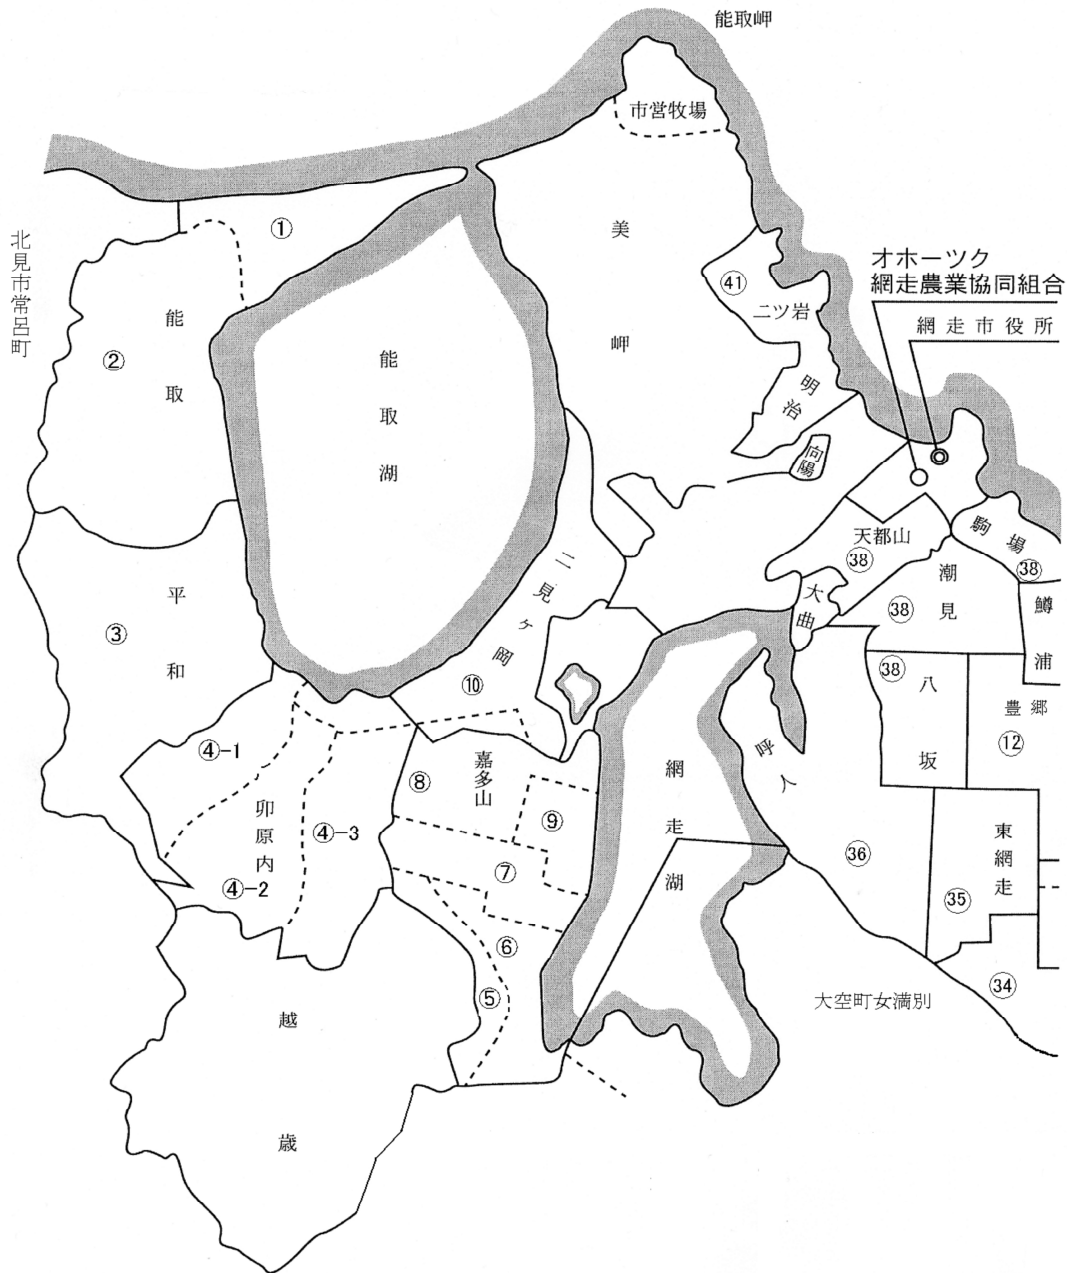 能取岬
市営牧場
北見市常呂町
①
②
能取
能取湖
美岬
㊶
二ツ岩
オホーツク
網走農業協同組合
網走市役所
明治
向陽
天都山
㊳
駒場
㊳
潮見
㊳
大曲
鱒浦
③
平和
二見ヶ岡
⑩
㊳
八坂
豊郷
⑫
④-1
卯原内
④-2
④-3
⑧
嘉多山
⑨
⑦
⑥
⑤
網走湖
呼人
㊱
東網走
㉟
㉞
大空町女満別
越歳